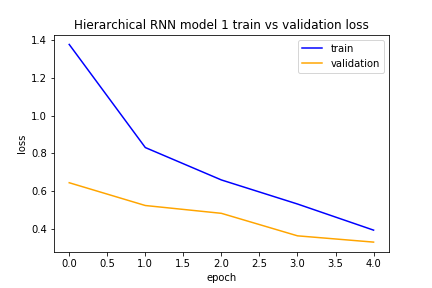 Hierarchical RNN model 1 train vs validation loss
train
validation
1.4
1.2
1.0
0.8
0.6
0.4
loss
0.0 0.5 1.0 1.5 2.0 2.5 3.0 3.5 4.0
epoch